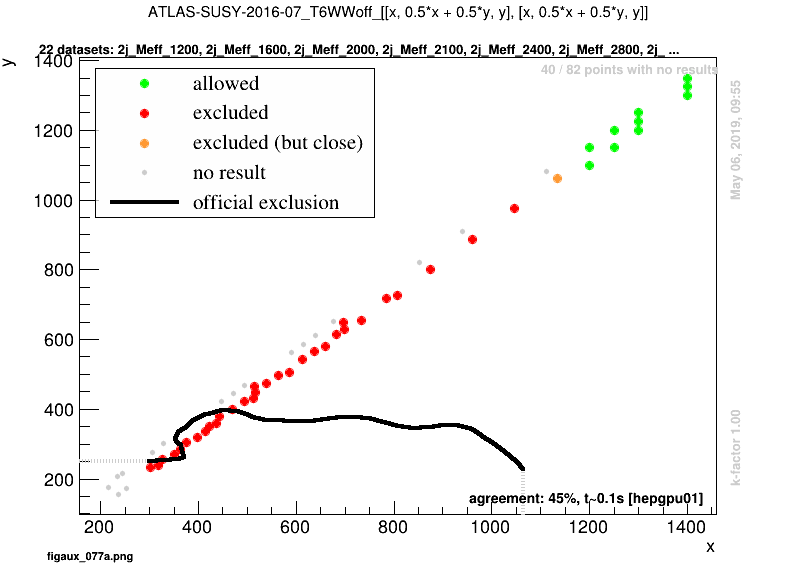 ATLAS-SUSY-2016-07_T6WWoff_[[x, 0.5*x + 0.5*y, y], [x, 0.5*x + 0.5*y, y]]
22 datasets: 2j_Meff_1200, 2j_Meff_1600, 2j_Meff_2000, 2j_Meff_2100, 2j_Meff_2400, 2j_Meff_2800, 2j_ ...
y
40 / 82 points with no results
allowed
excluded
excluded (but close)
no result
official exclusion
1400
1200
1000
800
600
400
200
May 06, 2019, 09:55
k-factor 1.00
agreement: 45%, t~0.1s [hepgpu01]
200 400 600 800 1000 1200 1400
x
figaux_077a.png